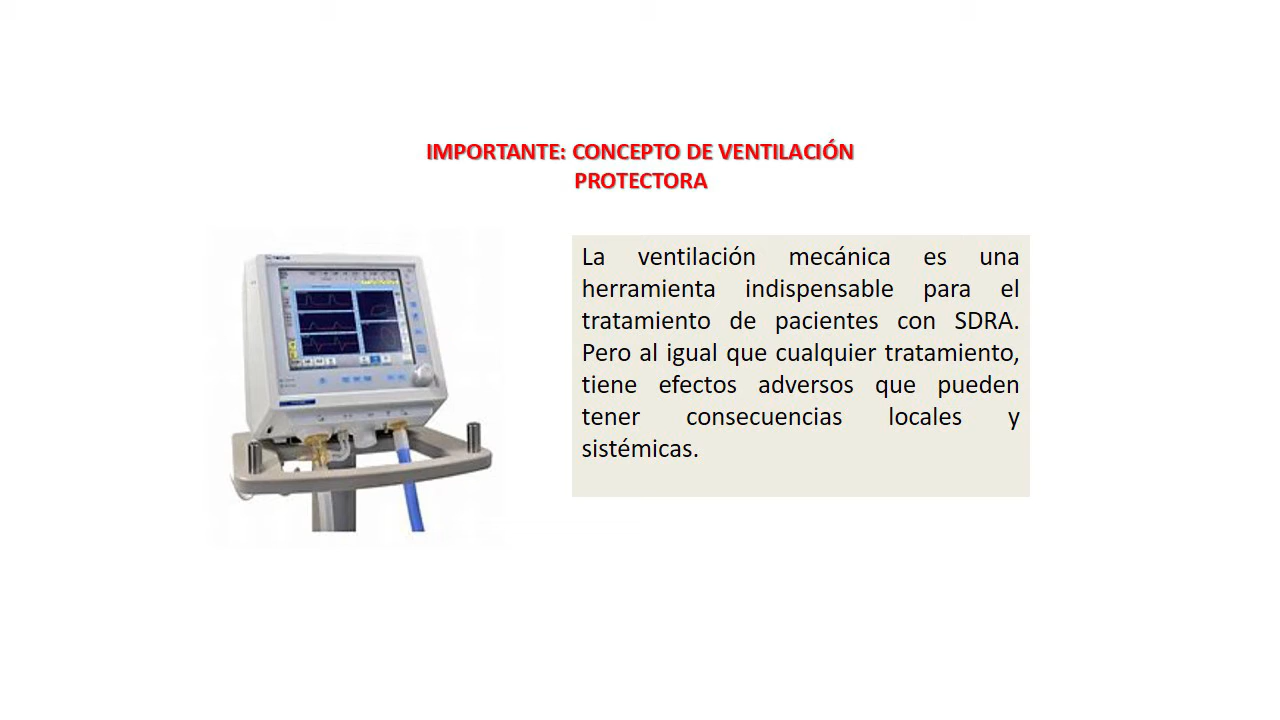 IMPORTANTE: CONCEPTO DE VENTILACIÓN
PROTECTORA
La ventilación mecánica es una
herramienta indispensable para el
tratamiento de pacientes con SDRA.
Pero al igual que cualquier tratamiento,
tiene efectos adversos que pueden
tener consecuencias locales y
sistémicas.